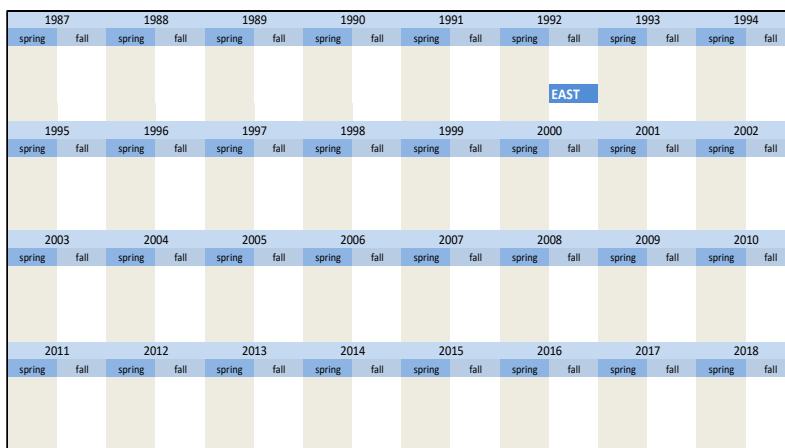 1987 1988 1989 1990 1991 1992 1993 1994
spring fall spring fall spring fall spring fall spring fall spring fall spring fall spring fall
EAST
1995 1996 1997 1998 1999 2000 2001 2002
spring fall spring fall spring fall spring fall spring fall spring fall spring fall spring fall
2003 2004 2005 2006 2007 2008 2009 2010
spring fall spring fall spring fall spring fall spring fall spring fall spring fall spring fall
2011 2012 2013 2014 2015 2016 2017 2018
spring fall spring fall spring fall spring fall spring fall spring fall spring fall spring fall